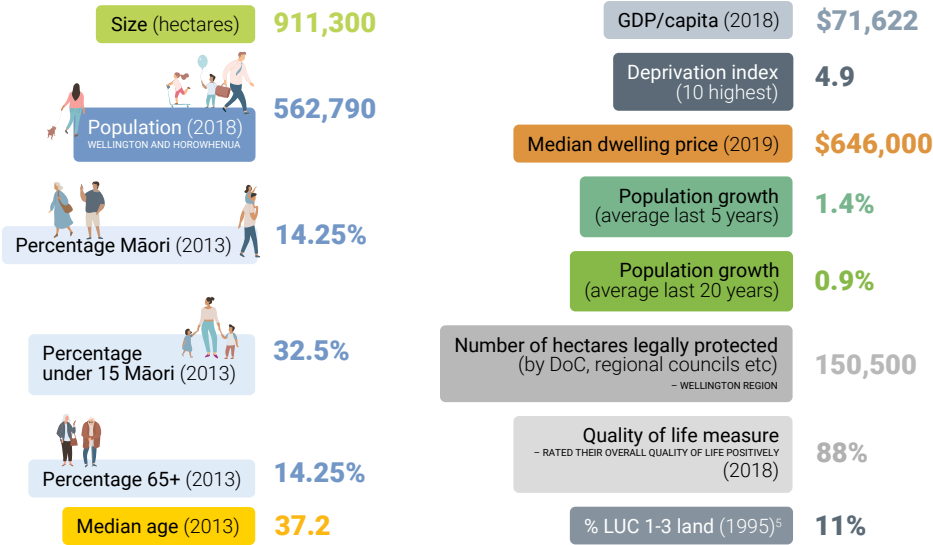 Size (hectares)
911,300
Population (2018)
WELLINGTON AND HOROWHENUA
562,790
Percentage Māori (2013)
14.25%
Percentage
under 15 Māori (2013)
32.5%
Percentage 65+ (2013)
14.25%
Median age (2013)
37.2
GDP/capita (2018)
$71,622
Deprivation index
(10 highest)
4.9
Median dwelling price (2019)
$646,000
Population growth
(average last 5 years)
1.4%
Population growth
(average last 20 years)
0.9%
Number of hectares legally protected
(by DoC, regional councils etc)
– WELLINGTON REGION
150,500
Quality of life measure
– RATED THEIR OVERALL QUALITY OF LIFE POSITIVELY
(2018)
88%
% LUC 1-3 land (1995)⁵
11%